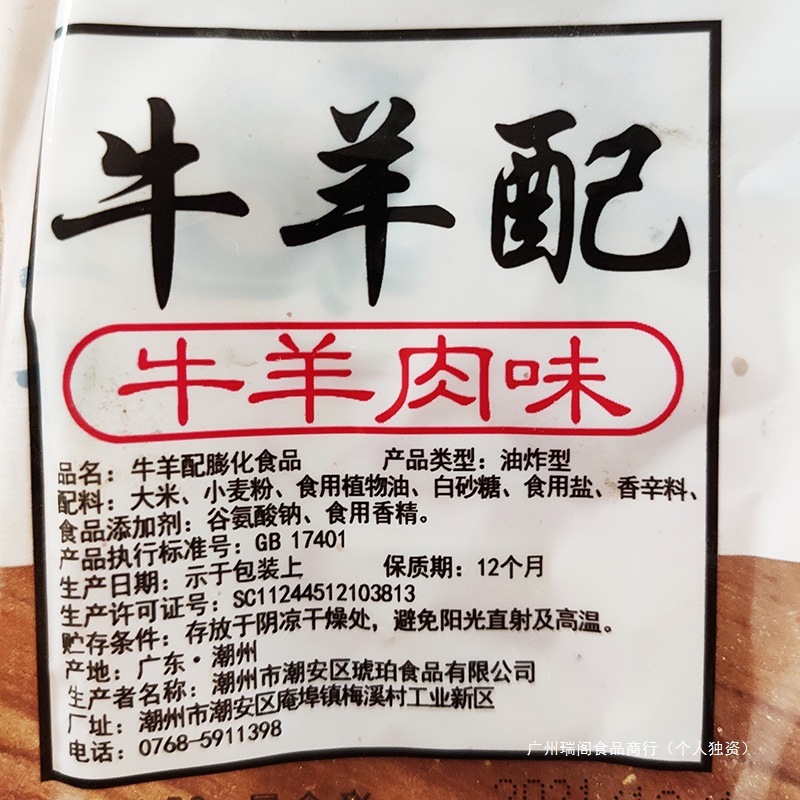 牛羊配
牛羊肉味
品名：牛羊配膨化食品 产品类型：油炸型
配料：大米、小麦粉、食用植物油、白砂糖、食用盐、香辛料、
食品添加剂：谷氨酸钠、食用香精。
产品执行标准号：GB 17401
生产日期：示于包装上 保质期：12个月
生产许可证号：SC11244512103813
贮存条件：存放于阴凉干燥处，避免阳光直射及高温。
产地：广东·潮州
生产者名称：潮州市潮安区琥珀食品有限公司
厂址：潮州市潮安区庵埠镇梅溪村工业新区
电话：0768-5911398
广州瑞阁食品商行（个人独资）